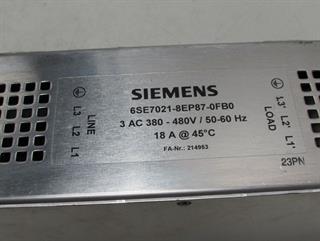 SIEMENS
6SE7021-8EP87-0FB0
3 AC 380 - 480V / 50-60 Hz
18 A @ 45°C
FA-Nr.: 214953
L3 L2 L1
LINE
L3' L2' L1'
LOAD
23PN